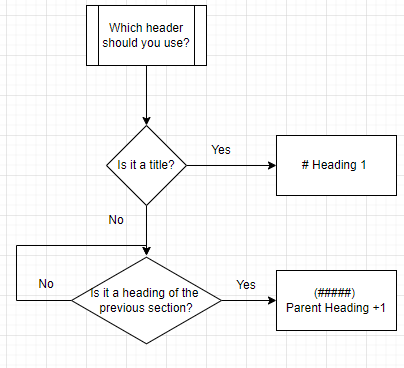 Which header
should you use?
Is it a title?
Yes
# Heading 1
No
Is it a heading of the
previous section?
No
Yes
(#####)
Parent Heading +1